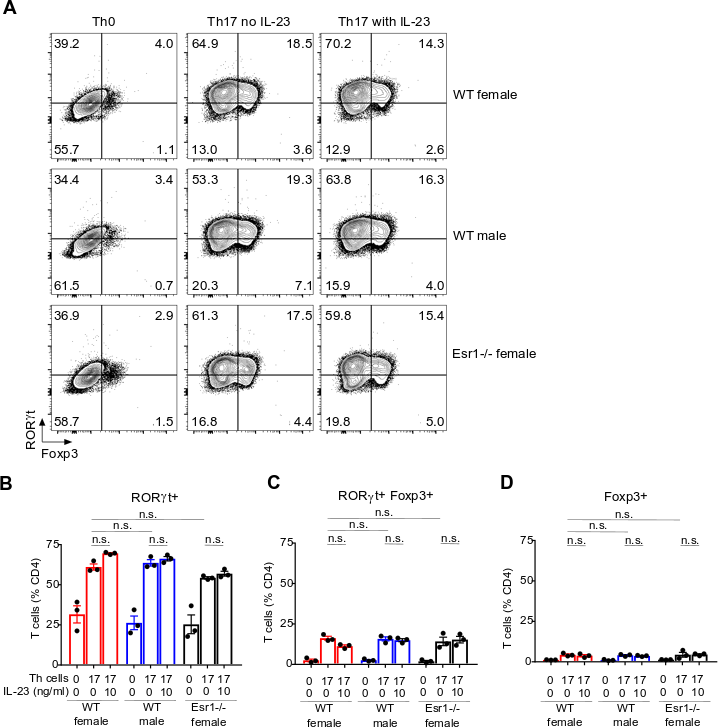 A
Th0 Th17 no IL-23 Th17 with IL-23
39.2 4.0 64.9 18.5 70.2 14.3
WT female
55.7 1.1 13.0 3.6 12.9 2.6
34.4 3.4 53.3 19.3 63.8 16.3
WT male
61.5 0.7 20.3 7.1 15.9 4.0
36.9 2.9 61.3 17.5 59.8 15.4
Esr1-/- female
58.7 1.5 16.8 4.4 19.8 5.0
RORγt
Foxp3
B
RORγt+
n.s.
n.s.
n.s. n.s. n.s.
75
50
25
0
T cells (% CD4)
Th cells 0 17 17 0 17 17 0 17 17
IL-23 (ng/ml) 0 0 10 0 0 10 0 0 10
WT WT Esr1-/-
female male female
C
RORγt+ Foxp3+
n.s.
n.s.
n.s. n.s. n.s.
75
50
25
0
T cells (% CD4)
0 17 17 0 17 17 0 17 17
0 0 10 0 0 10 0 0 10
WT WT Esr1-/-
female male female
D
Foxp3+
n.s.
n.s.
n.s. n.s. n.s.
75
50
25
0
T cells (% CD4)
0 17 17 0 17 17 0 17 17
0 0 10 0 0 10 0 0 10
WT WT Esr1-/-
female male female